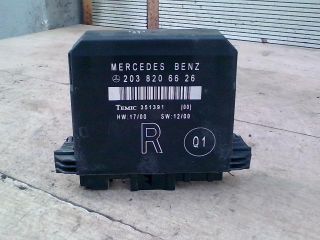 MERCEDES BENZ
203 820 66 26
TEMIC 351391 [00]
HW:17/00 SW:12/00
R
Q1